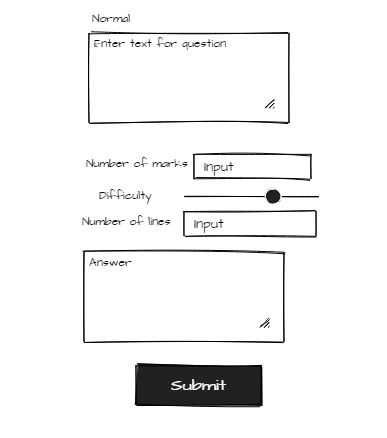 Normal
Enter text for question
Number of marks Input
Difficulty
Number of lines Input
Answer
Submit